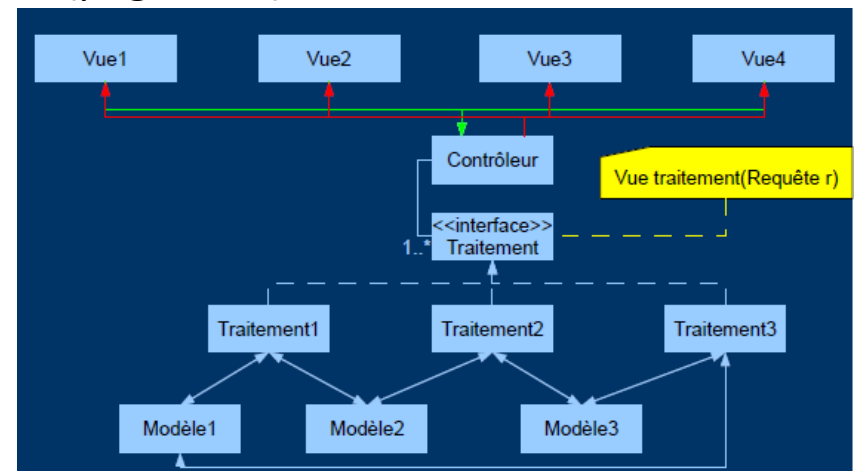 Vue1
Vue2
Vue3
Vue4
Contrôleur
Vue traitement(Requête r)
<<interface>>
1..*
Traitement
Traitement1
Traitement2
Traitement3
Modèle1
Modèle2
Modèle3